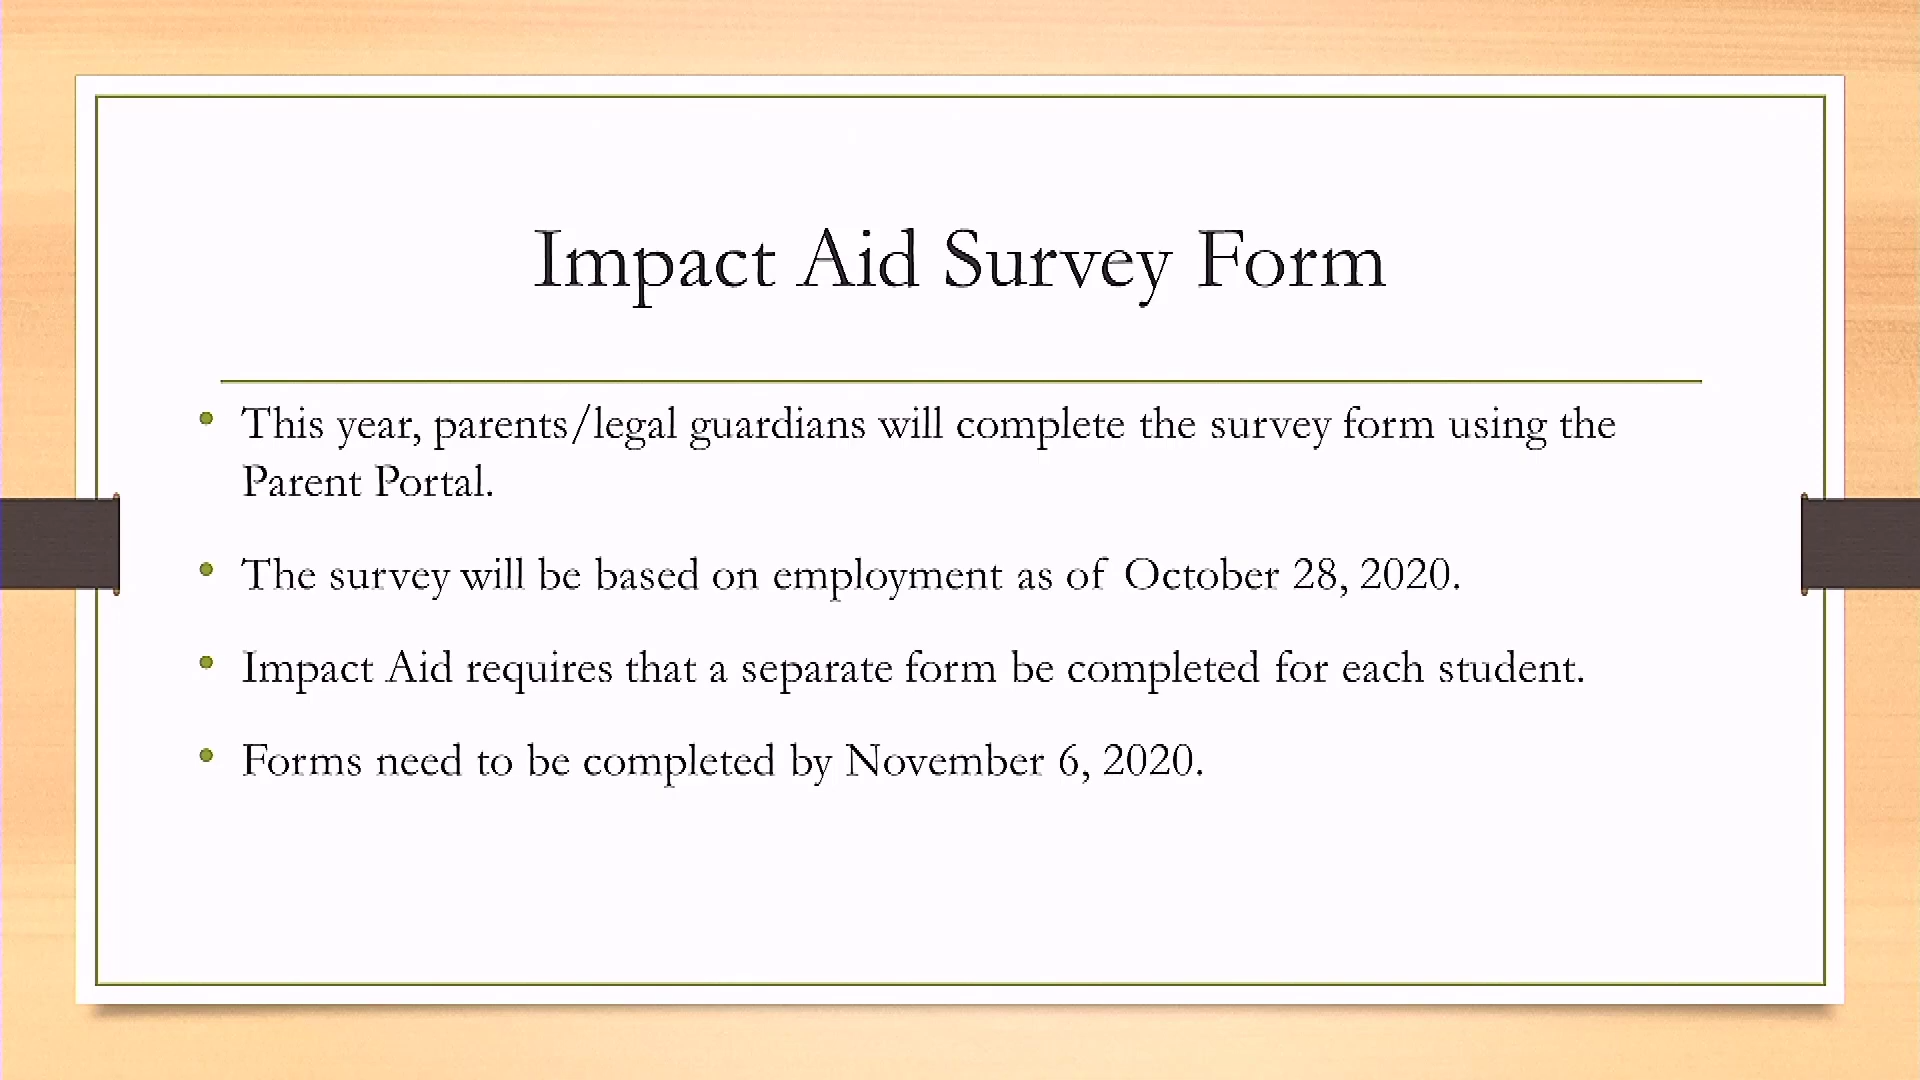 Impact Aid Survey Form
• This year, parents/legal guardians will complete the survey form using the
Parent Portal.
• The survey will be based on employment as of October 28, 2020.
• Impact Aid requires that a separate form be completed for each student.
• Forms need to be completed by November 6, 2020.